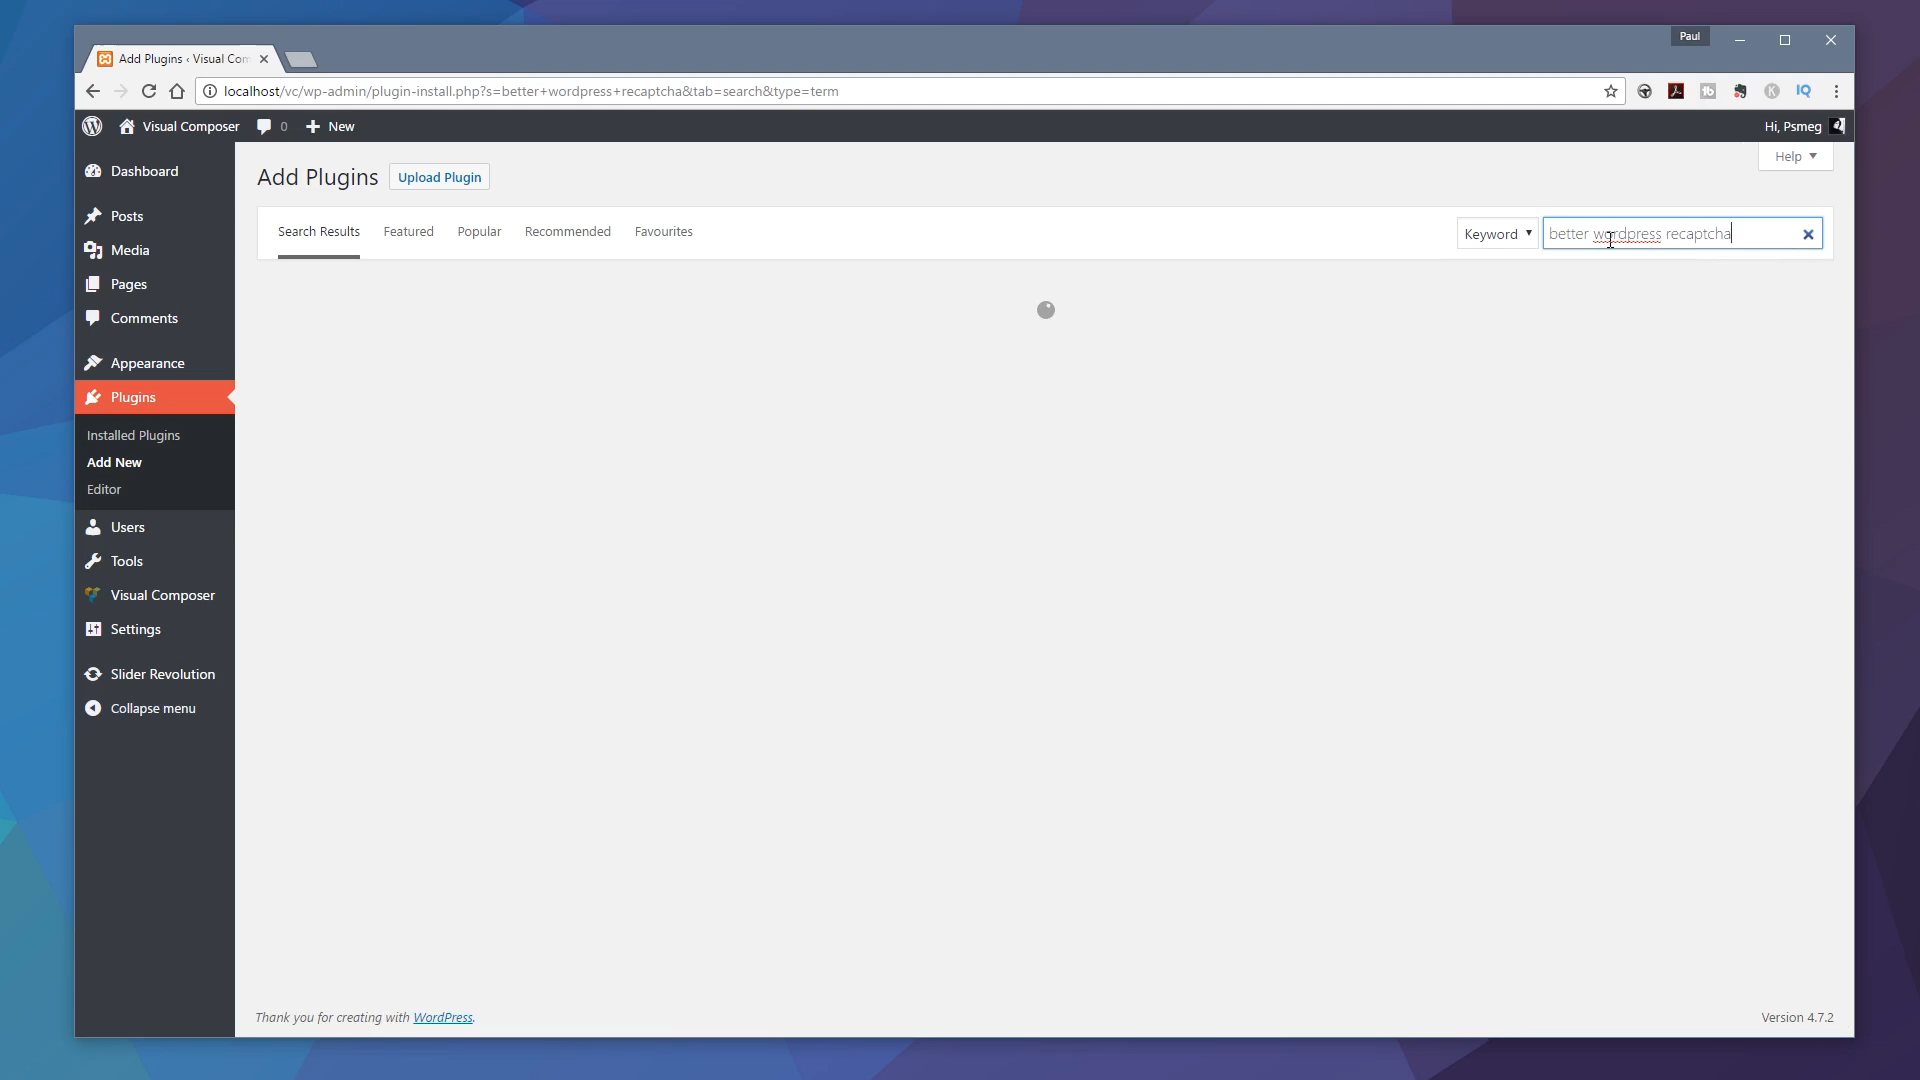 Paul
Add Plugins ‹ Visual Com
localhost/vc/wp-admin/plugin-install.php?s=better+wordpress+recaptcha&tab=search&type=term
Visual Composer 0 New
Hi, Psmeg
Help
Dashboard
Posts
Media
Pages
Comments
Appearance
Plugins
Installed Plugins
Add New
Editor
Users
Tools
Visual Composer
Settings
Slider Revolution
Collapse menu
Add Plugins Upload Plugin
Search Results Featured Popular Recommended Favourites Keyword better wordpress recaptcha
Thank you for creating with WordPress.
Version 4.7.2